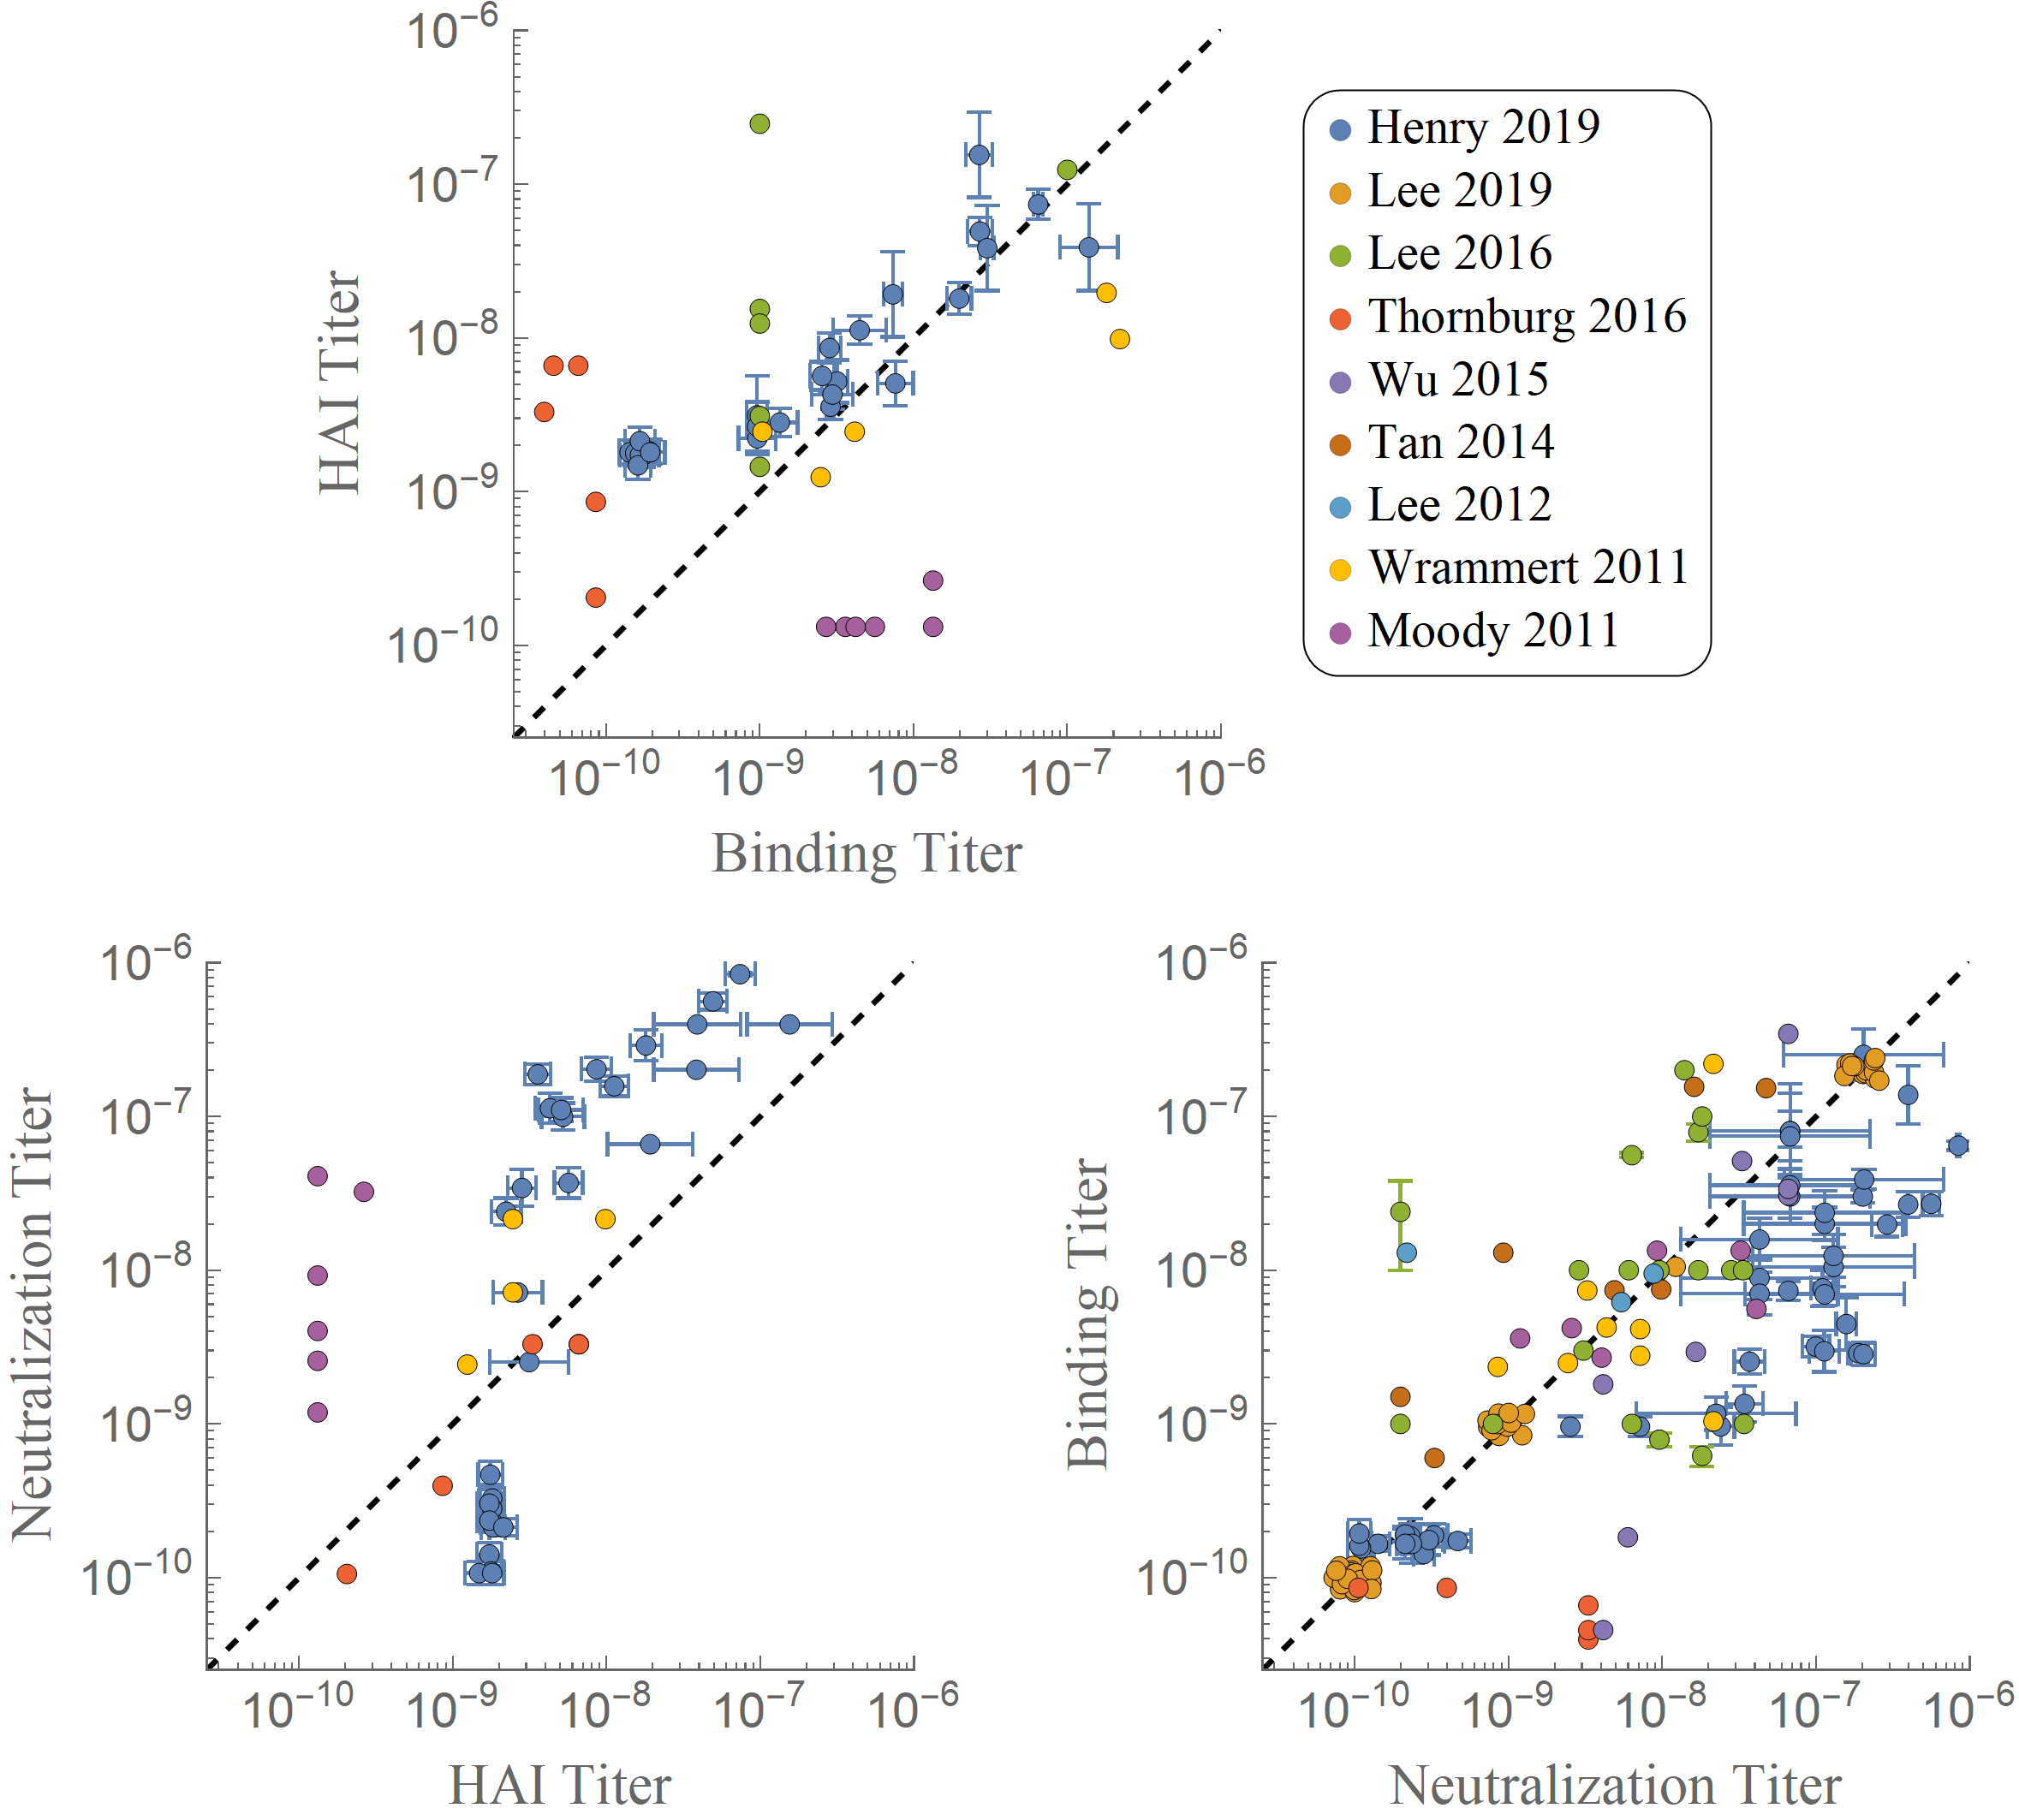 10⁻⁶
10⁻⁷
10⁻⁸
10⁻⁹
10⁻¹⁰
HAI Titer
10⁻¹⁰ 10⁻⁹ 10⁻⁸ 10⁻⁷ 10⁻⁶
Binding Titer
Henry 2019
Lee 2019
Lee 2016
Thornburg 2016
Wu 2015
Tan 2014
Lee 2012
Wrammert 2011
Moody 2011
10⁻⁶
10⁻⁷
10⁻⁸
10⁻⁹
10⁻¹⁰
Neutralization Titer
10⁻¹⁰ 10⁻⁹ 10⁻⁸ 10⁻⁷ 10⁻⁶
HAI Titer
10⁻⁶
10⁻⁷
10⁻⁸
10⁻⁹
10⁻¹⁰
Binding Titer
10⁻¹⁰ 10⁻⁹ 10⁻⁸ 10⁻⁷ 10⁻⁶
Neutralization Titer